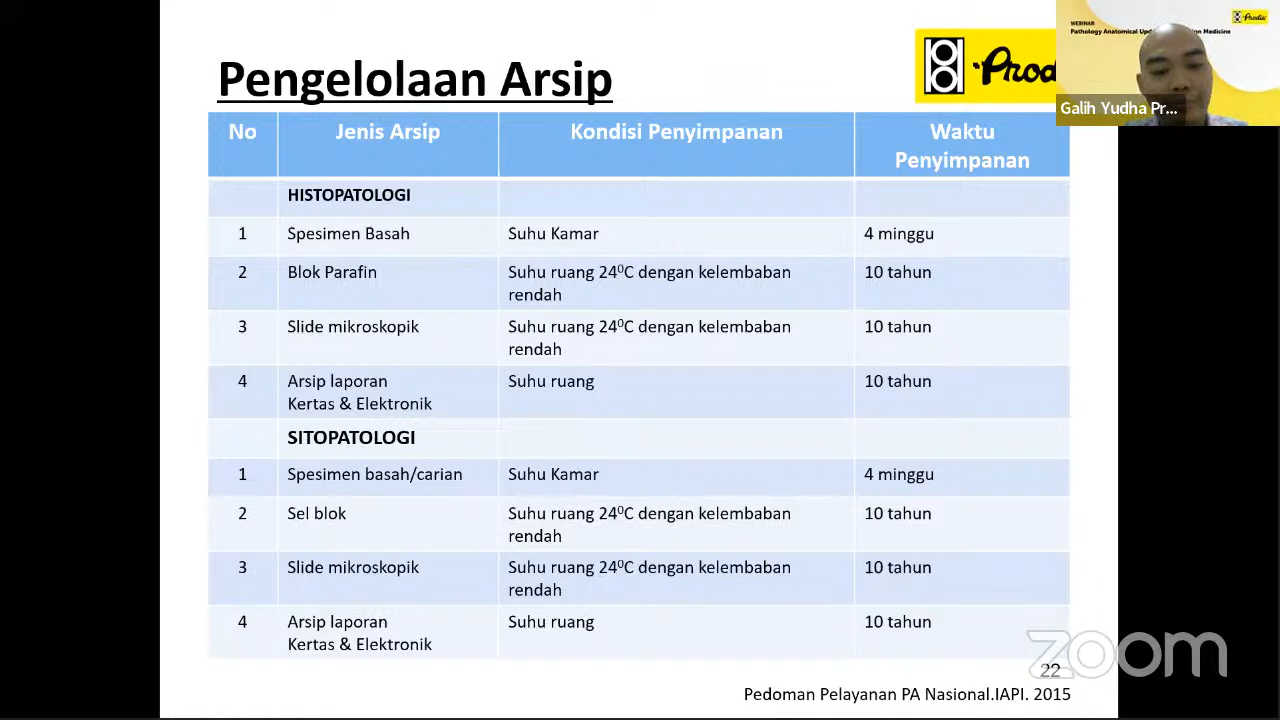 WEBINAR
Prodia
Pathology Anatomical
Medicine
Galih Yudha Pr...
Pengelolaan Arsip
No Jenis Arsip Kondisi Penyimpanan Waktu
Penyimpanan
HISTOPATOLOGI
1 Spesimen Basah Suhu Kamar 4 minggu
2 Blok Parafin Suhu ruang 24⁰C dengan kelembaban 10 tahun
rendah
3 Slide mikroskopik Suhu ruang 24⁰C dengan kelembaban 10 tahun
rendah
4 Arsip laporan Suhu ruang 10 tahun
Kertas & Elektronik
SITOPATOLOGI
1 Spesimen basah/carian Suhu Kamar 4 minggu
2 Sel blok Suhu ruang 24⁰C dengan kelembaban 10 tahun
rendah
3 Slide mikroskopik Suhu ruang 24⁰C dengan kelembaban 10 tahun
rendah
4 Arsip laporan Suhu ruang 10 tahun
Kertas & Elektronik
zoom
22
Pedoman Pelayanan PA Nasional.IAPI. 2015